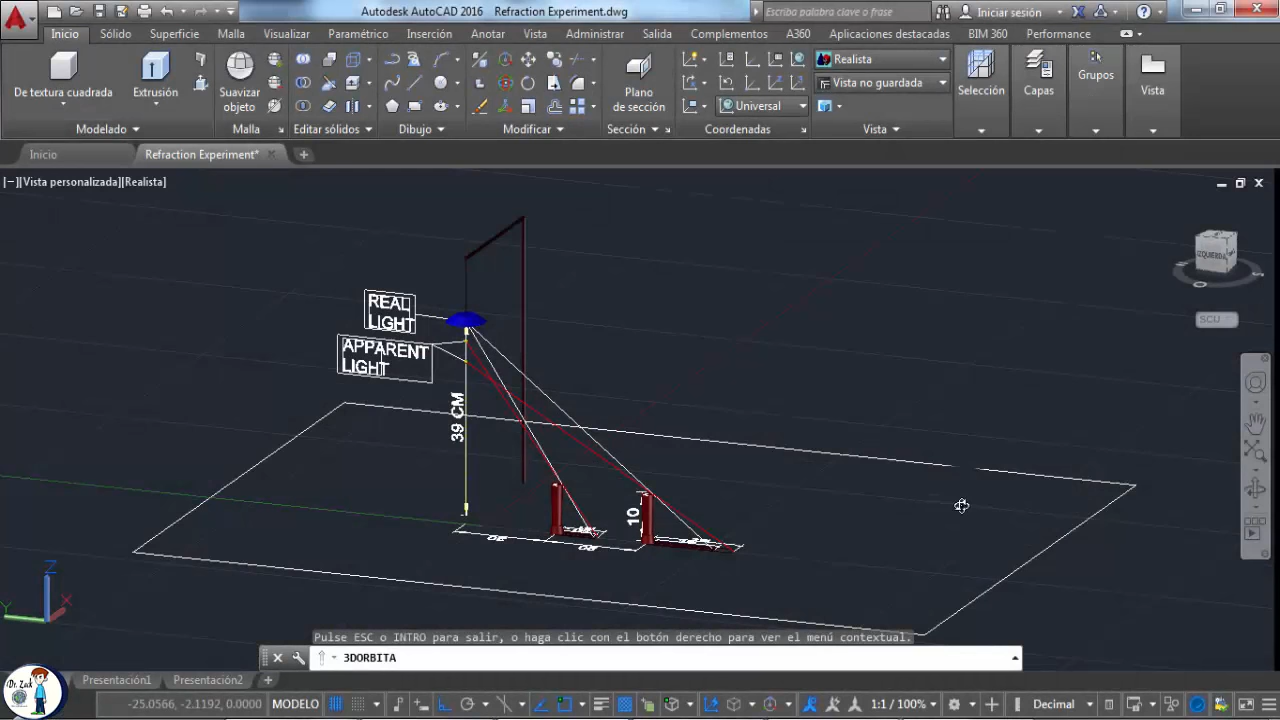 Autodesk AutoCAD 2016 Refraction Experiment.dwg
Escriba palabra clave o frase
Iniciar sesión
Inicio Sólido Superficie Malla Visualizar Paramétrico Inserción Anotar Vista Administrar Salida Complementos A360 Aplicaciones destacadas BIM 360 Performance
De textura cuadrada
Extrusión
Suavizar
objeto
Plano
de sección
Realista
Vista no guardada
Universal
Selección
Capas
Grupos
Vista
Modelado Malla Editar sólidos Dibujo Modificar Sección Coordenadas Vista
Inicio
Refraction Experiment*
[−][Vista personalizada][Realista]
IZQUIERDA
SCU
REAL
LIGHT
APPARENT
LIGHT
39 CM
10
Z
X
Y
Pulse ESC o INTRO para salir, o haga clic con el botón derecho para ver el menú contextual.
3DORBITA
Dr. Zak
Presentación1 Presentación2
-25.0566, -2.1192, 0.0000
MODELO
1:1 / 100%
Decimal